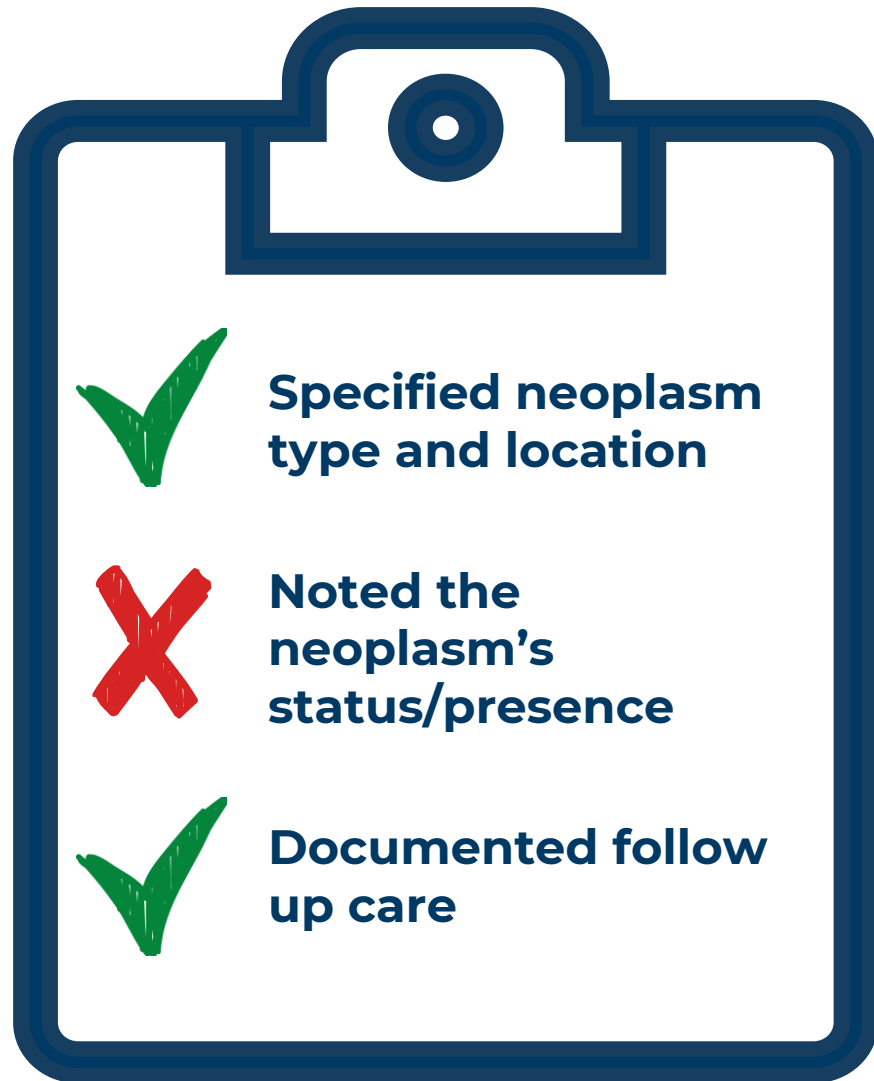 Specified neoplasm
type and location
Noted the
neoplasm’s
status/presence
Documented follow
up care